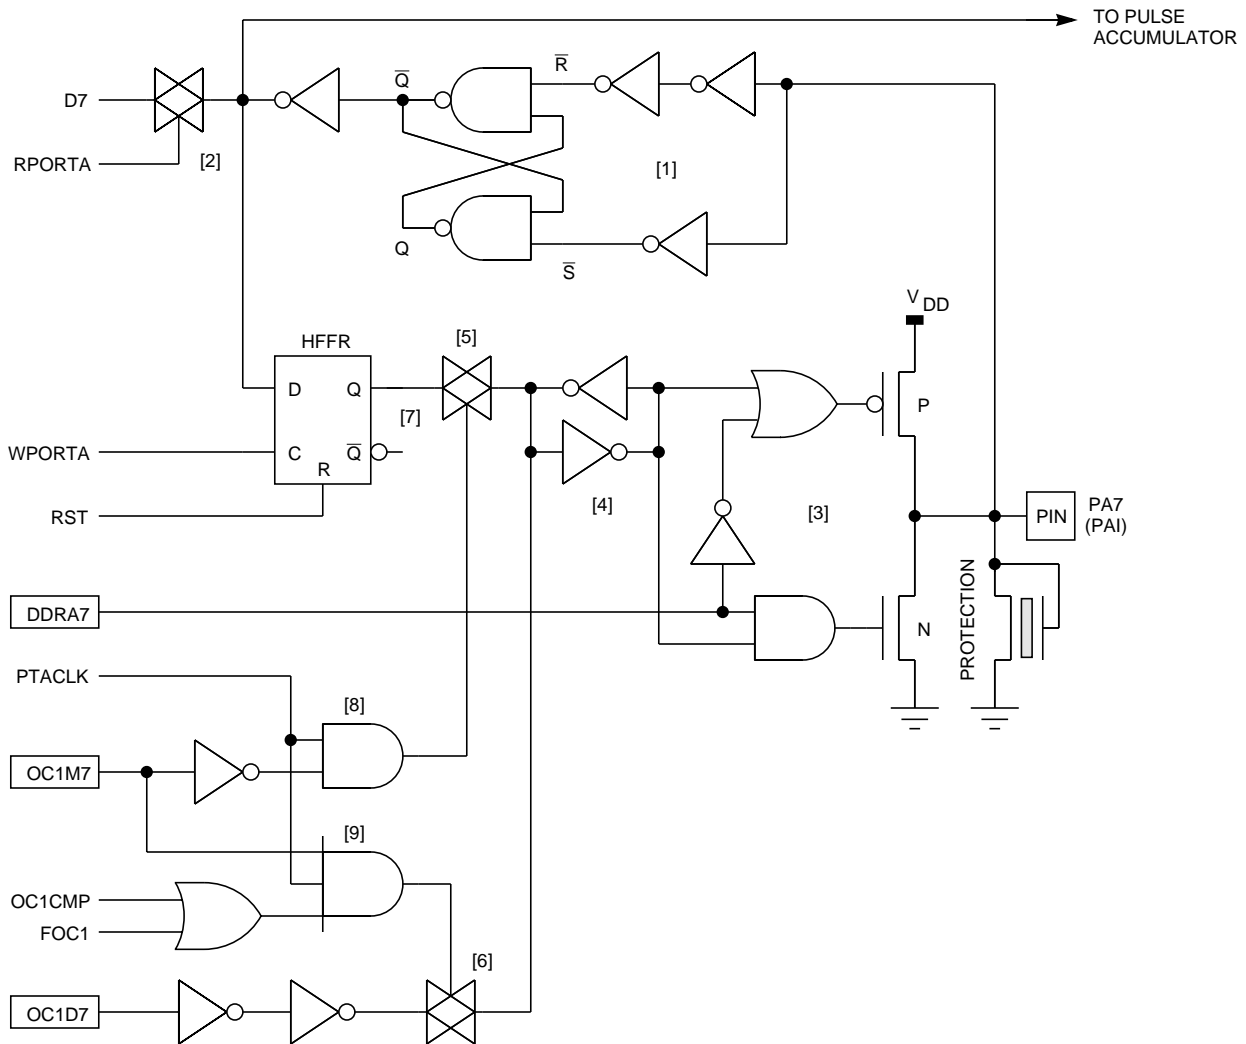 TO PULSE
ACCUMULATOR
D7
Q̅
R̅
RPORTA
[2]
[1]
Q
S̅
V DD
HFFR
[5]
D
Q
[7]
P
WPORTA
C
Q̅
R
[4]
[3]
RST
PIN
PA7
(PAI)
PROTECTION
DDRA7
N
PTACLK
[8]
OC1M7
[9]
OC1CMP
FOC1
[6]
OC1D7